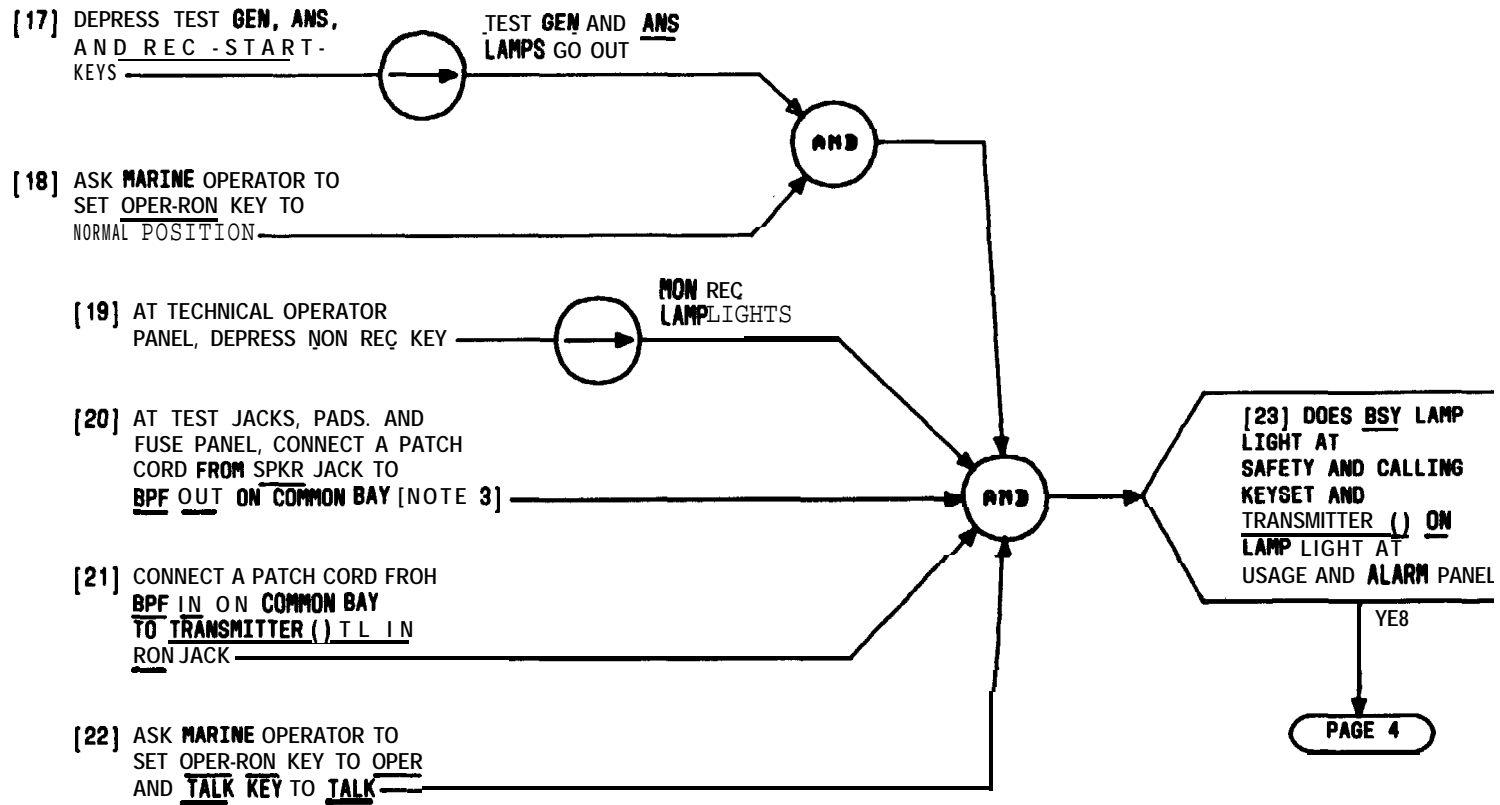 [17] DEPRESS TEST GEN, ANS,
AND REC -START-
KEYS
TEST GEN AND ANS
LAMPS GO OUT
AND
[18] ASK MARINE OPERATOR TO
SET OPER-RON KEY TO
NORMAL POSITION
[19] AT TECHNICAL OPERATOR
PANEL, DEPRESS NON REC KEY
MON REC
LAMP LIGHTS
[20] AT TEST JACKS, PADS. AND
FUSE PANEL, CONNECT A PATCH
CORD FROM SPKR JACK TO
BPF OUT ON COMMON BAY [NOTE 3]
AND
[21] CONNECT A PATCH CORD FROH
BPF IN ON COMMON BAY
TO TRANSMITTER () TL IN
RON JACK
[22] ASK MARINE OPERATOR TO
SET OPER-RON KEY TO OPER
AND TALK KEY TO TALK
[23] DOES BSY LAMP
LIGHT AT
SAFETY AND CALLING
KEYSET AND
TRANSMITTER () ON
LAMP LIGHT AT
USAGE AND ALARM PANEL
YE8
PAGE 4